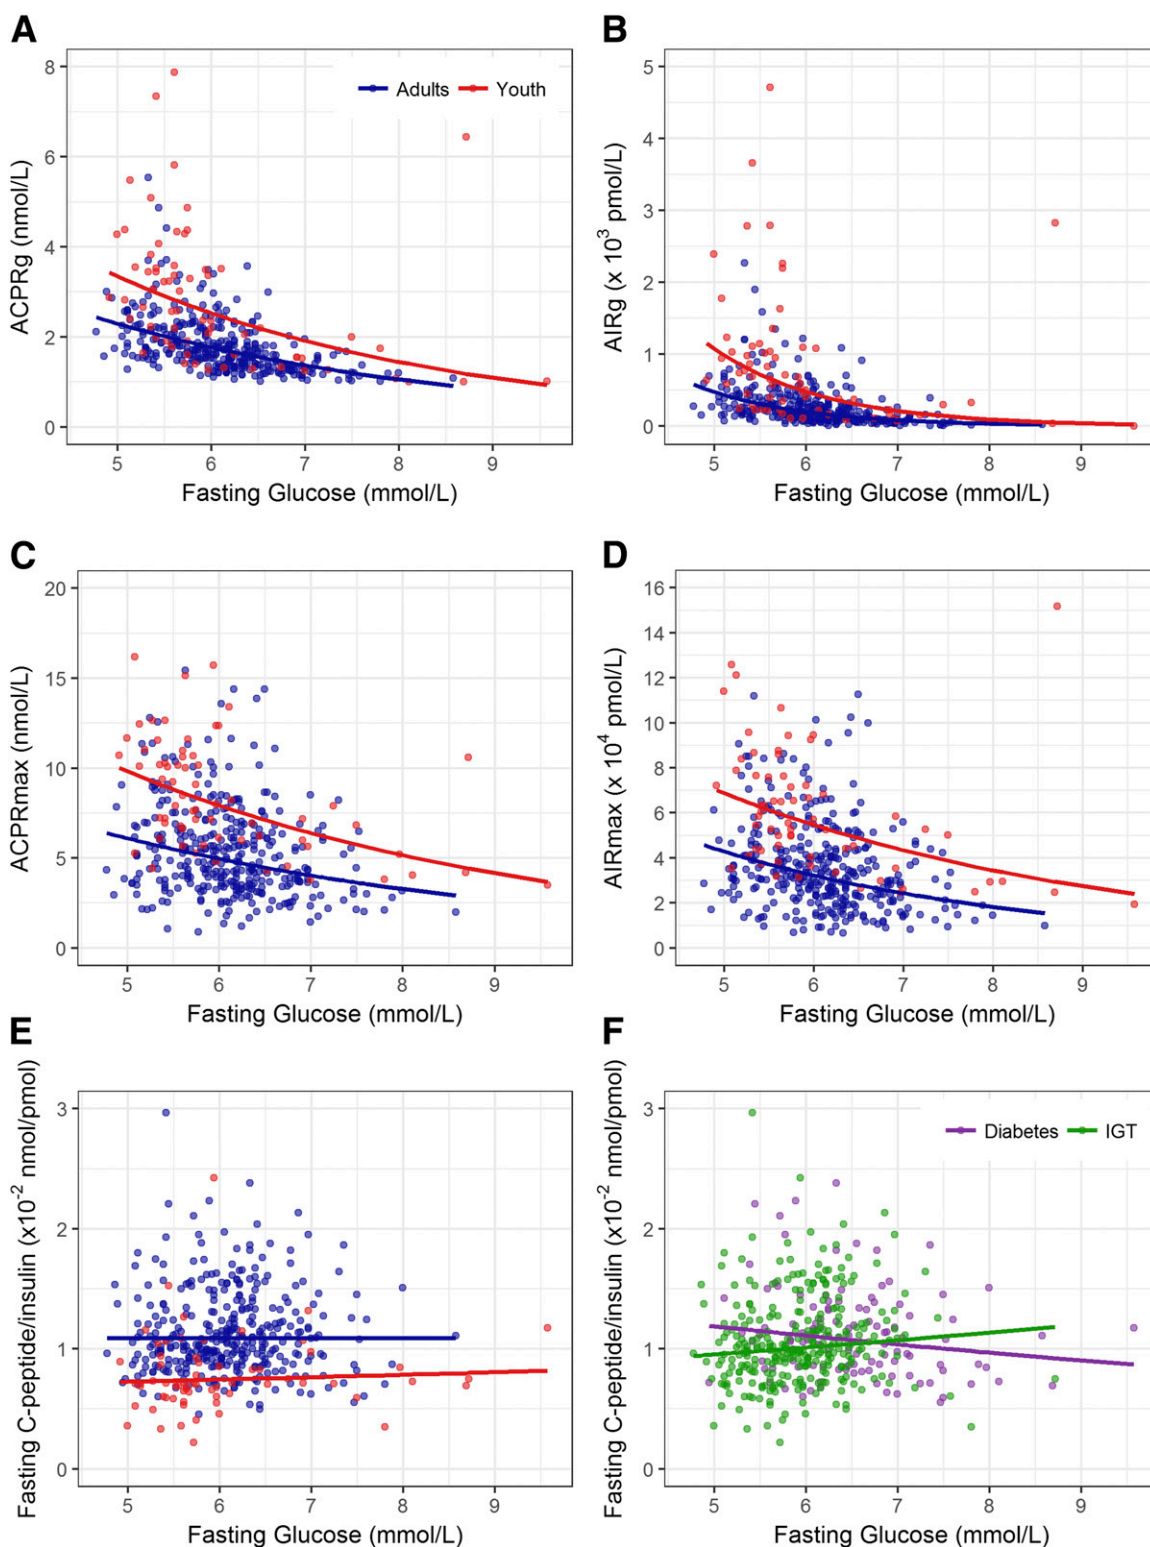 A
8
6
4
2
0
5 6 7 8 9
ACPRg (nmol/L)
Fasting Glucose (mmol/L)
Adults Youth
B
5
4
3
2
1
0
5 6 7 8 9
AIRg (x 10³ pmol/L)
Fasting Glucose (mmol/L)
C
20
15
10
5
0
5 6 7 8 9
ACPRmax (nmol/L)
Fasting Glucose (mmol/L)
D
16
14
12
10
8
6
4
2
0
5 6 7 8 9
AIRmax (x 10⁴ pmol/L)
Fasting Glucose (mmol/L)
E
3
2
1
0
5 6 7 8 9
Fasting C-peptide/insulin (x10⁻² nmol/pmol)
Fasting Glucose (mmol/L)
F
3
2
1
0
5 6 7 8 9
Fasting C-peptide/insulin (x10⁻² nmol/pmol)
Fasting Glucose (mmol/L)
Diabetes IGT